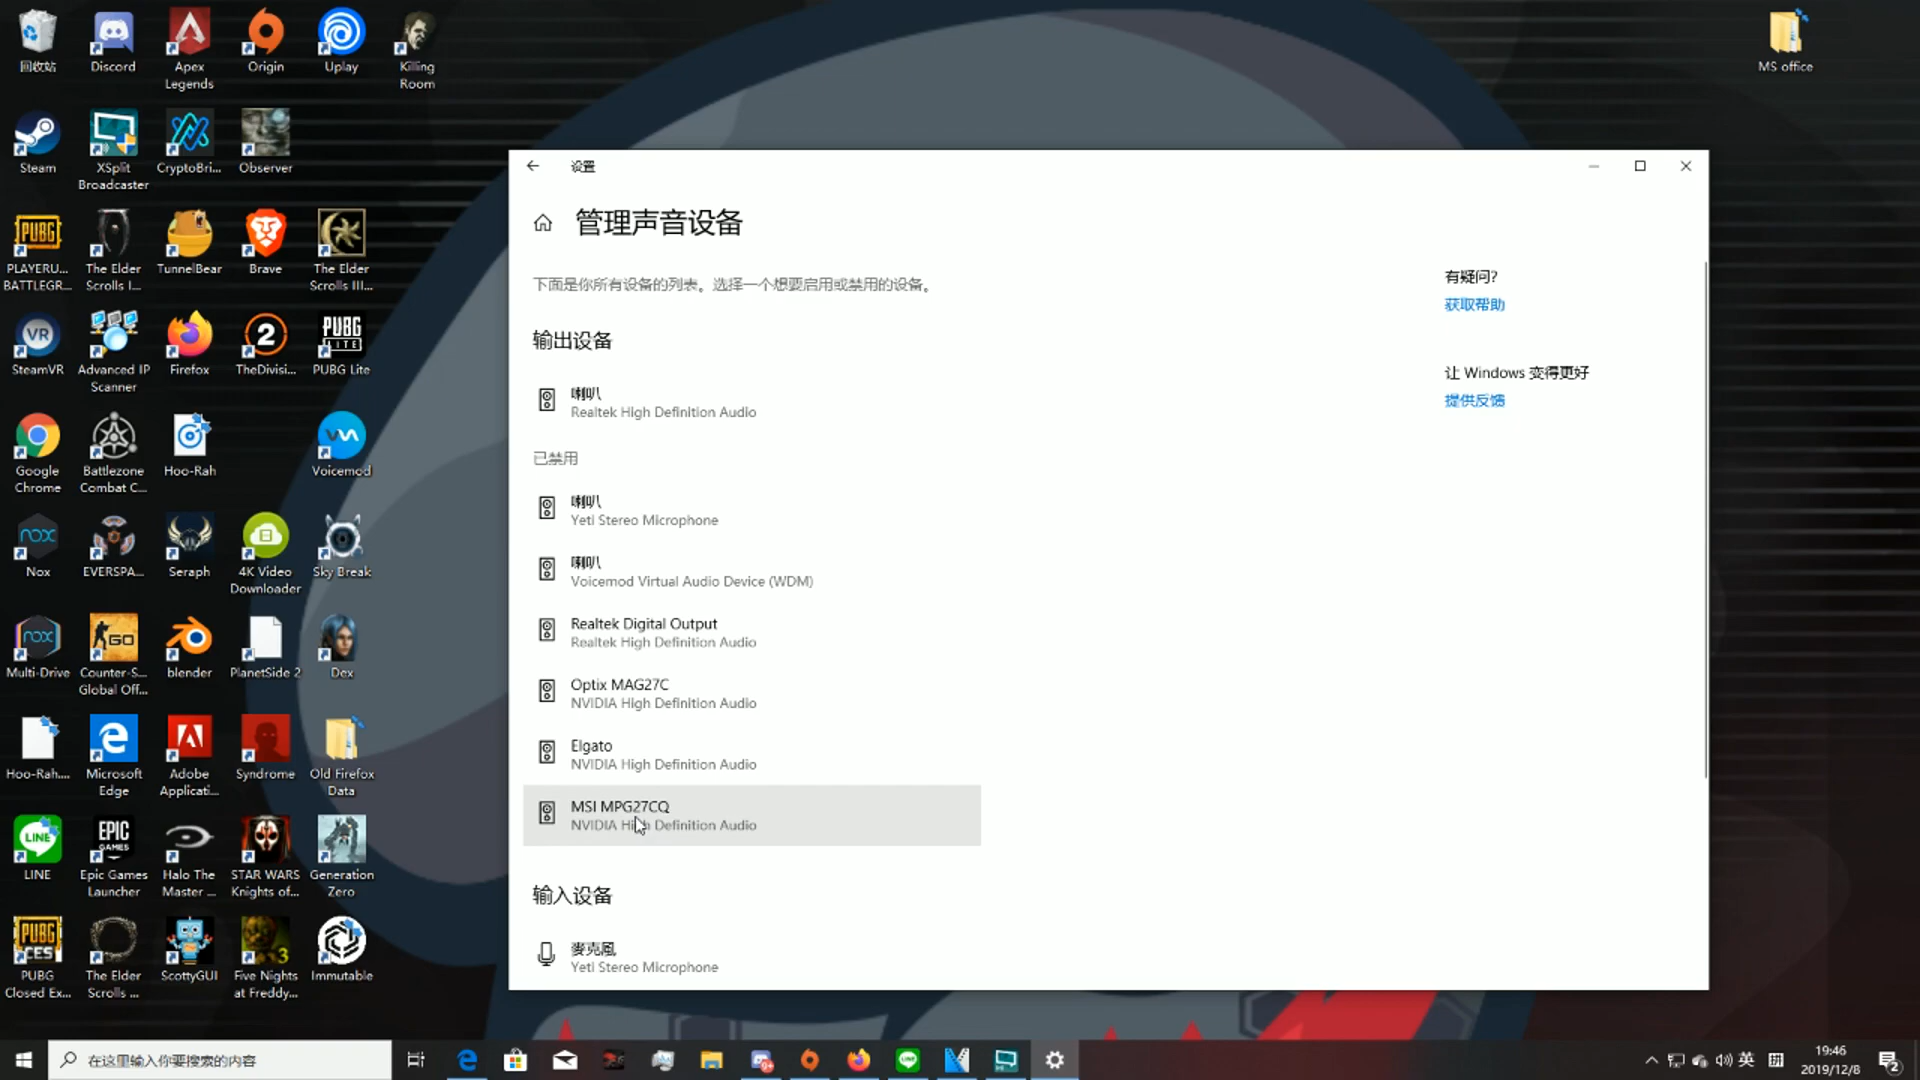 回收站
Discord
Apex
Legends
Origin
Uplay
Killing
Room
MS office
Steam
XSplit
Broadcaster
CryptoBri...
Observer
PLAYERU...
BATTLEGR...
The Elder
Scrolls I...
TunnelBear
Brave
The Elder
Scrolls III...
SteamVR
Advanced IP
Scanner
Firefox
TheDivisi...
PUBG Lite
Google
Chrome
Battlezone
Combat C...
Hoo-Rah
Voicemod
Nox
EVERSPA...
Seraph
4K Video
Downloader
Sky Break
Multi-Drive
Counter-S...
Global Off...
blender
PlanetSide 2
Dex
Hoo-Rah....
Microsoft
Edge
Adobe
Applicati...
Syndrome
Old Firefox
Data
LINE
Epic Games
Launcher
Halo The
Master ...
STAR WARS
Knights of...
Generation
Zero
PUBG
Closed Ex...
The Elder
Scrolls ...
ScottyGUI
Five Nights
at Freddy...
Immutable
设置
管理声音设备
下面是你所有设备的列表。选择一个想要启用或禁用的设备。
输出设备
喇叭
Realtek High Definition Audio
已禁用
喇叭
Yeti Stereo Microphone
喇叭
Voicemod Virtual Audio Device (WDM)
Realtek Digital Output
Realtek High Definition Audio
Optix MAG27C
NVIDIA High Definition Audio
Elgato
NVIDIA High Definition Audio
MSI MPG27CQ
NVIDIA High Definition Audio
输入设备
麥克風
Yeti Stereo Microphone
有疑问?
获取帮助
让 Windows 变得更好
提供反馈
在这里输入你要搜索的内容
英
19:46
2019/12/8
2